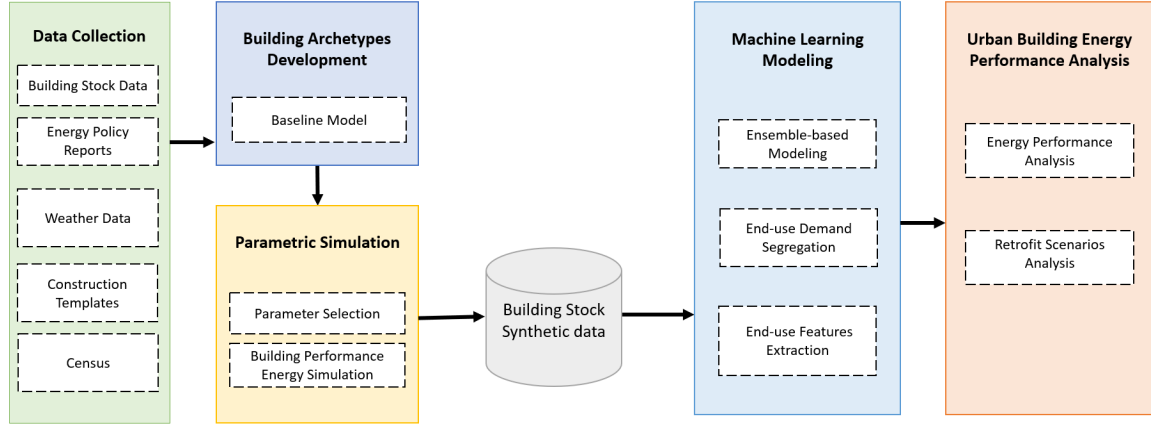 Data Collection
Building Stock Data
Energy Policy
Reports
Weather Data
Construction
Templates
Census
Building Archetypes
Development
Baseline Model
Parametric Simulation
Parameter Selection
Building Performance
Energy Simulation
Building Stock
Synthetic data
Machine Learning
Modeling
Ensemble-based
Modeling
End-use Demand
Segregation
End-use Features
Extraction
Urban Building Energy
Performance Analysis
Energy Performance
Analysis
Retrofit Scenarios
Analysis